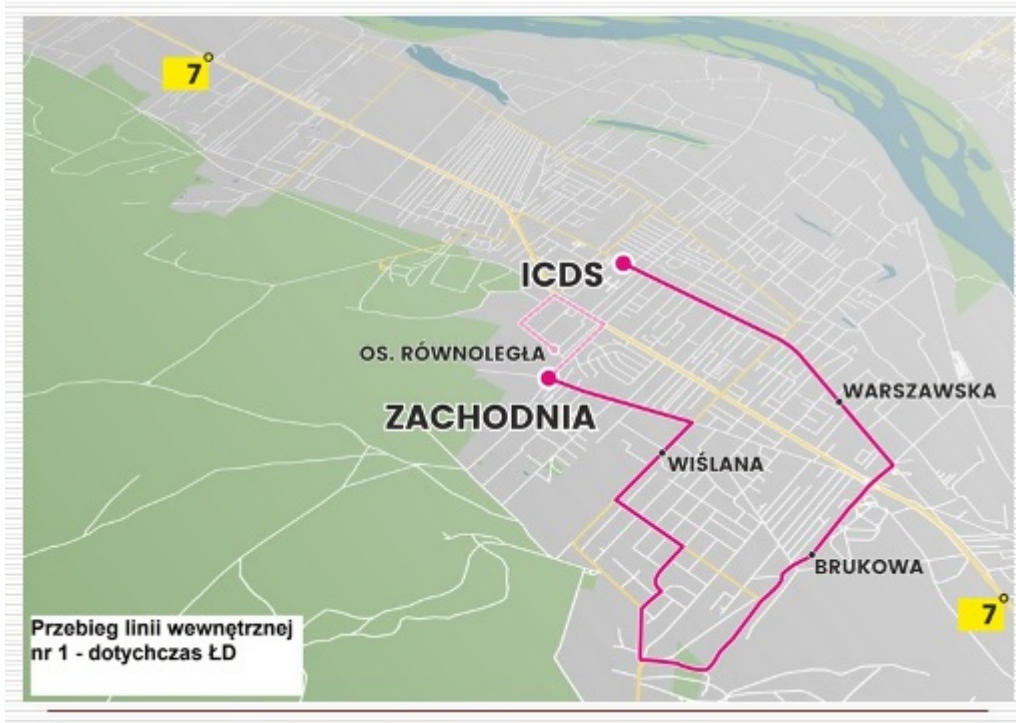 7°
ICDS
OS. RÓWNOLEGŁA
ZACHODNIA
WARSZAWSKA
WIŚLANA
BRUKOWA
7°
Przebieg linii wewnętrznej
nr 1 - dotychczas ŁD